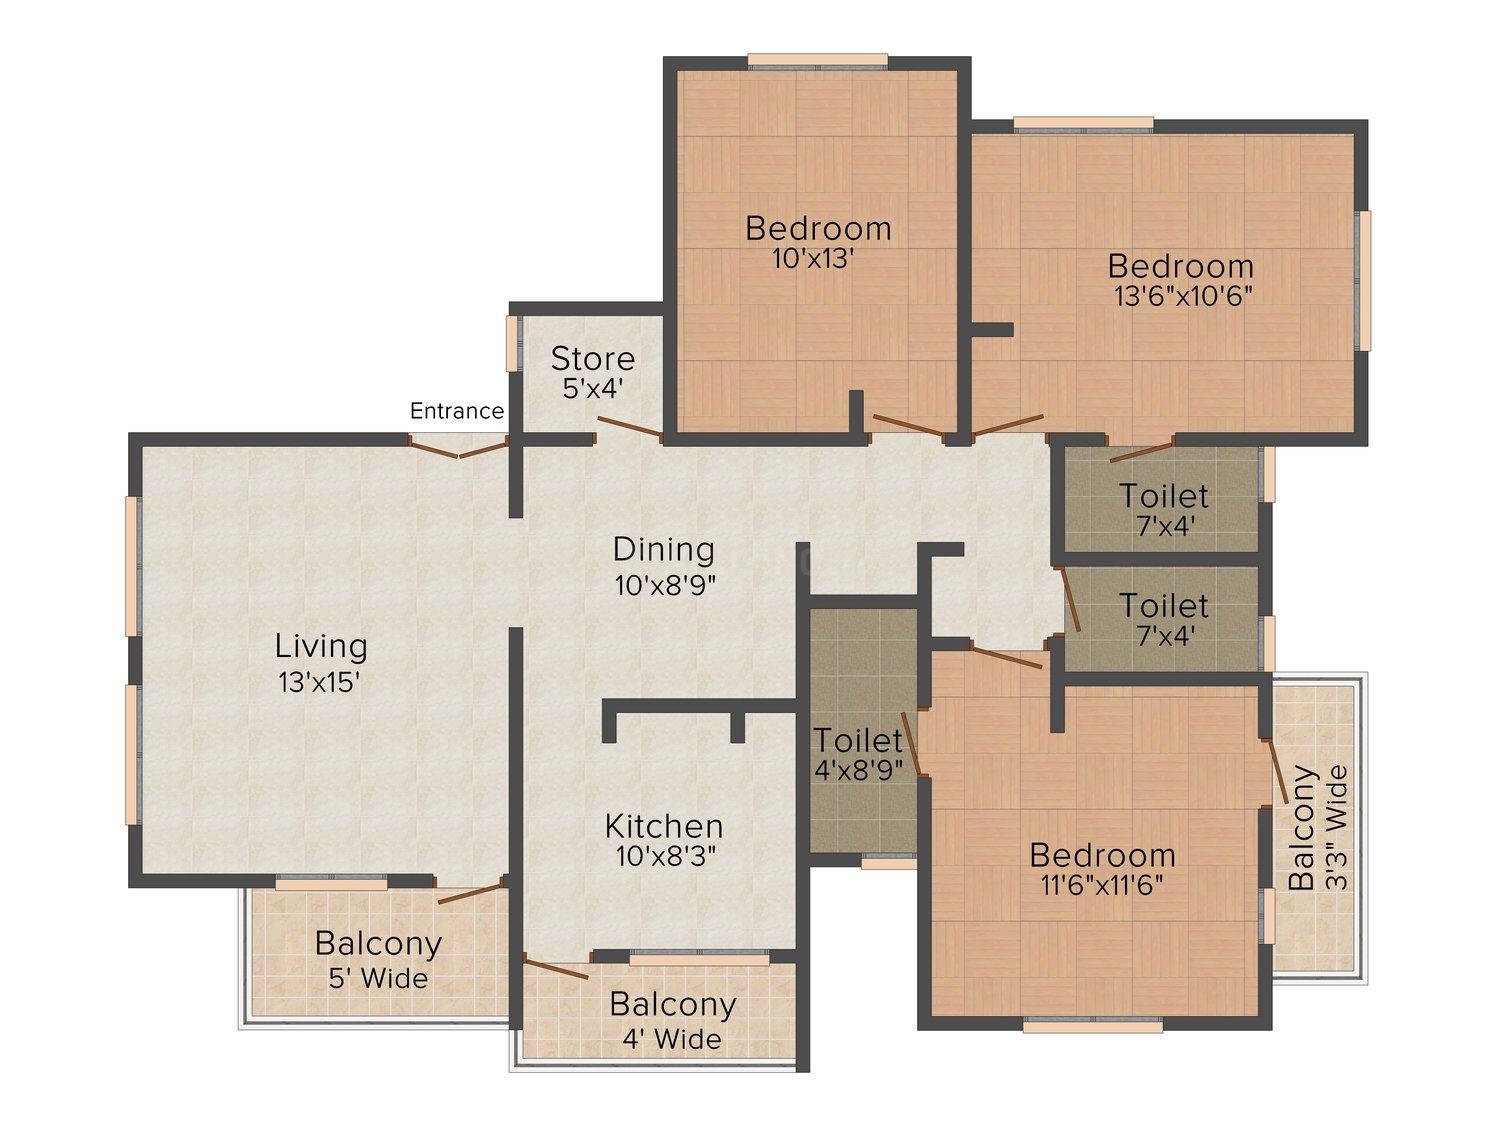 Bedroom
10'x13'
Bedroom
13'6"x10'6"
Store
5'x4'
Entrance
Toilet
7'x4'
Dining
10'x8'9"
Toilet
7'x4'
Living
13'x15'
Toilet
4'x8'9"
Kitchen
10'x8'3"
Bedroom
11'6"x11'6"
Balcony
3'3" Wide
Balcony
5' Wide
Balcony
4' Wide